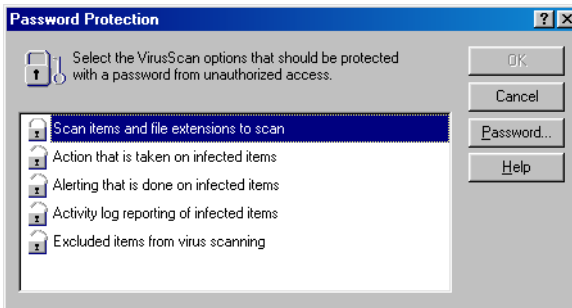 Password Protection
Select the VirusScan options that should be protected
with a password from unauthorized access.
OK
Cancel
Password...
Help
Scan items and file extensions to scan
Action that is taken on infected items
Alerting that is done on infected items
Activity log reporting of infected items
Excluded items from virus scanning